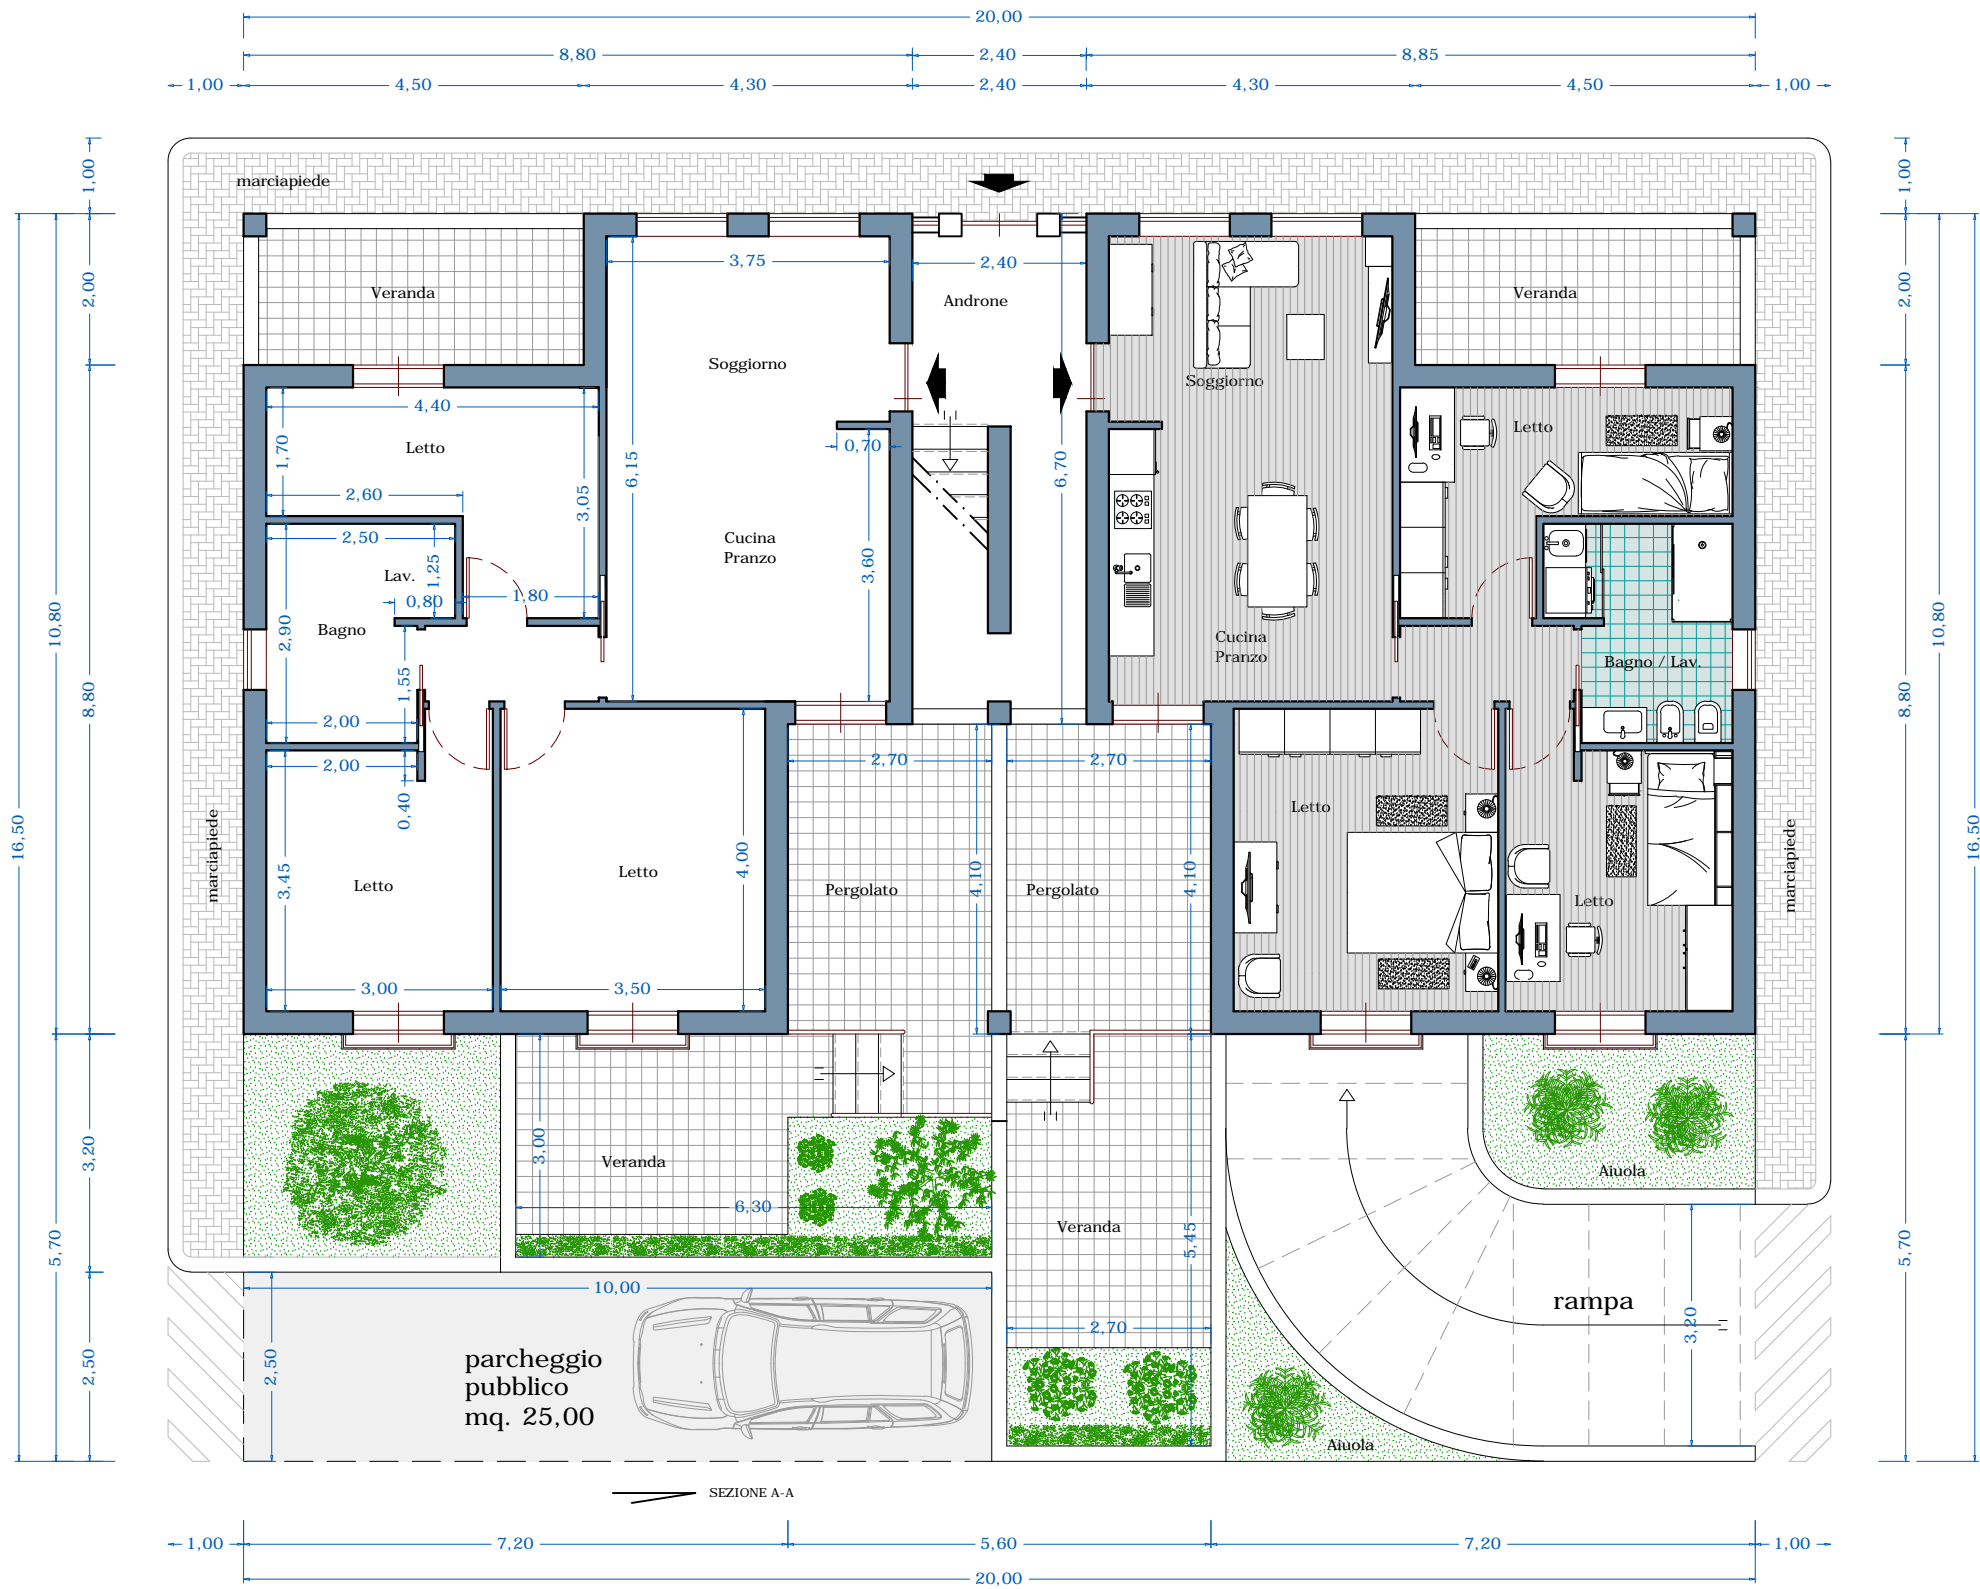 20,00
8,80
2,40
8,85
1,00
4,50
4,30
2,40
4,30
4,50
1,00
1,00
1,00
marciapiede
2,00
Veranda
3,75
2,40
Androne
Veranda
2,00
Soggiorno
Soggiorno
4,40
Letto
1,70
2,60
3,05
6,15
0,70
6,70
Letto
2,50
1,25
Lav.
0,80
1,80
Cucina
Pranzo
3,60
2,90
Bagno
1,55
Cucina
Pranzo
Bagno / Lav.
10,80
8,80
10,80
8,80
2,00
2,00
0,40
2,70
2,70
16,50
16,50
marciapiede
3,45
Letto
Letto
4,00
Pergolato
4,10
Pergolato
4,10
Letto
Letto
marciapiede
3,00
3,50
3,20
3,00
Veranda
6,30
Veranda
5,45
Aiuola
5,70
5,70
10,00
2,50
2,50
parcheggio
pubblico
mq. 25,00
2,70
rampa
3,20
Aiuola
SEZIONE A-A
1,00
7,20
5,60
7,20
1,00
20,00